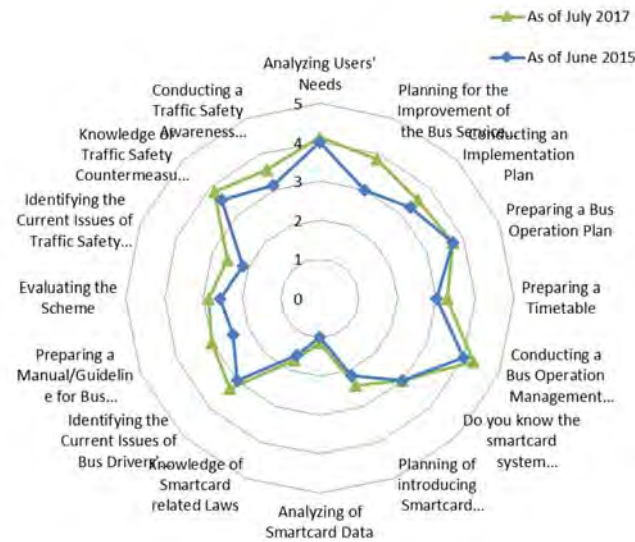 As of July 2017
As of June 2015
Analyzing Users'
Needs
Planning for the
Improvement of
the Bus Service...
Conducting an
Implementation
Plan
Preparing a Bus
Operation Plan
Preparing a
Timetable
Conducting a
Bus Operation
Management...
Do you know the
smartcard
system...
Planning of
introducing
Smartcard...
Analyzing of
Smartcard Data
Knowledge of
Smartcard
related Laws
Identifying the
Current Issues of
Bus Drivers'...
Preparing a
Manual/Guidelin
e for Bus...
Evaluating the
Scheme
Identifying the
Current Issues of
Traffic Safety...
Knowledge of
Traffic Safety
Countermeasu...
Conducting a
Traffic Safety
Awareness...
5
4
3
2
1
0